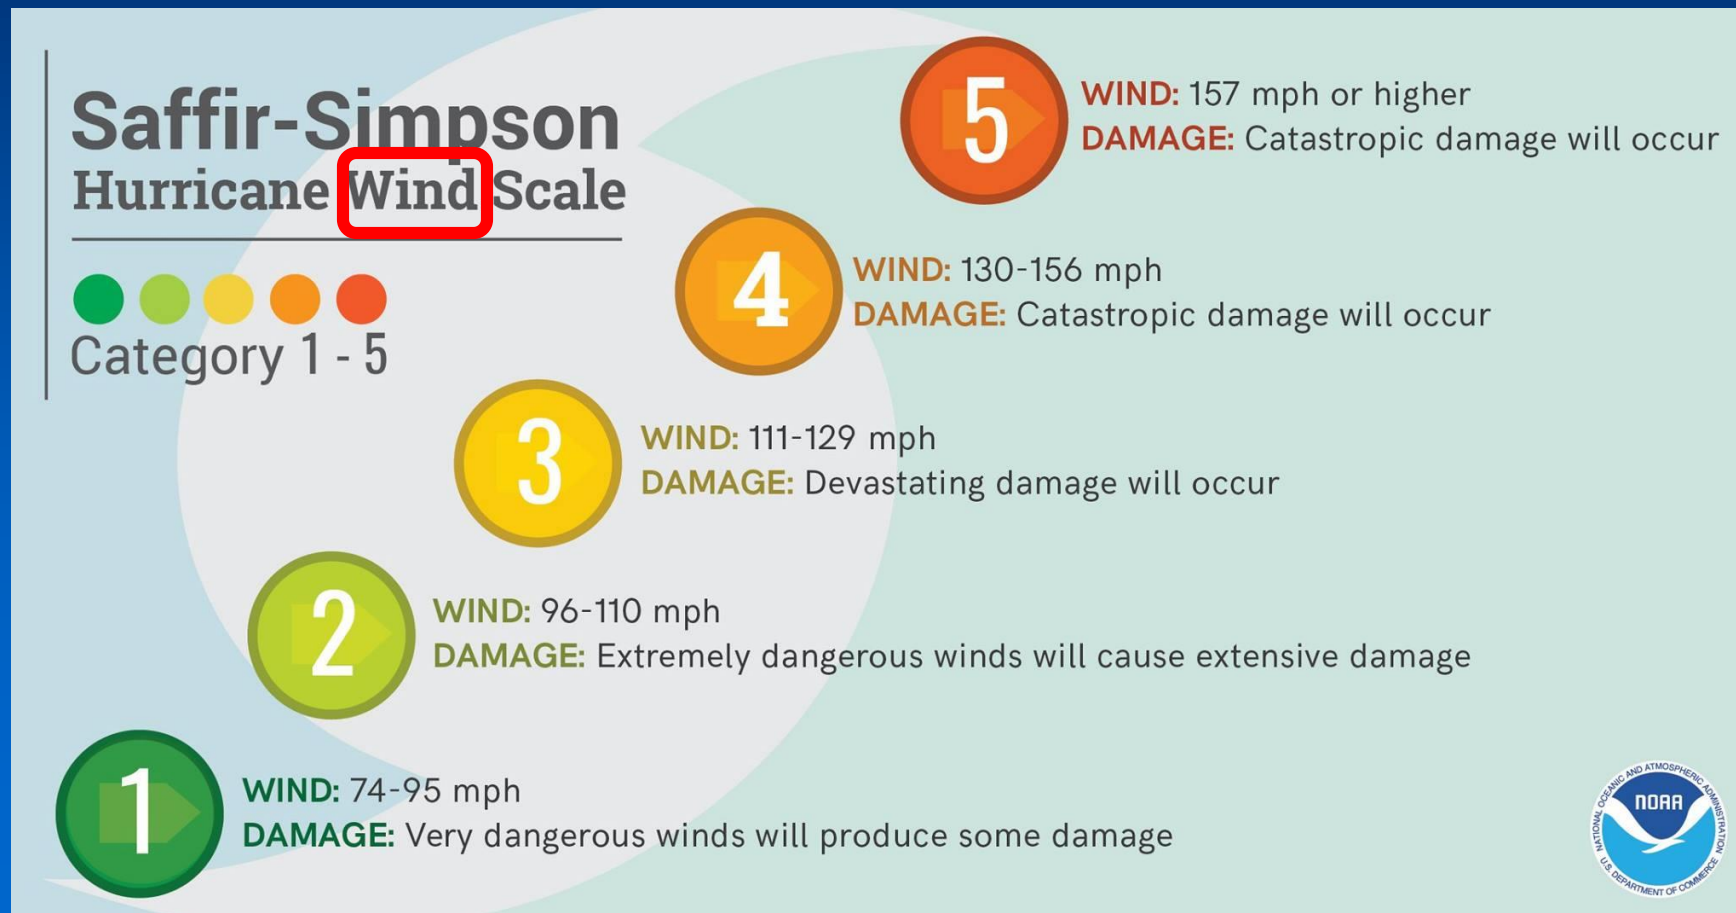 Saffir-Simpson
Hurricane Wind Scale
Category 1 - 5
5
WIND: 157 mph or higher
DAMAGE: Catastropic damage will occur
4
WIND: 130-156 mph
DAMAGE: Catastropic damage will occur
3
WIND: 111-129 mph
DAMAGE: Devastating damage will occur
2
WIND: 96-110 mph
DAMAGE: Extremely dangerous winds will cause extensive damage
1
WIND: 74-95 mph
DAMAGE: Very dangerous winds will produce some damage
NATIONAL OCEANIC AND ATMOSPHERIC ADMINISTRATION
NOAA
U.S. DEPARTMENT OF COMMERCE